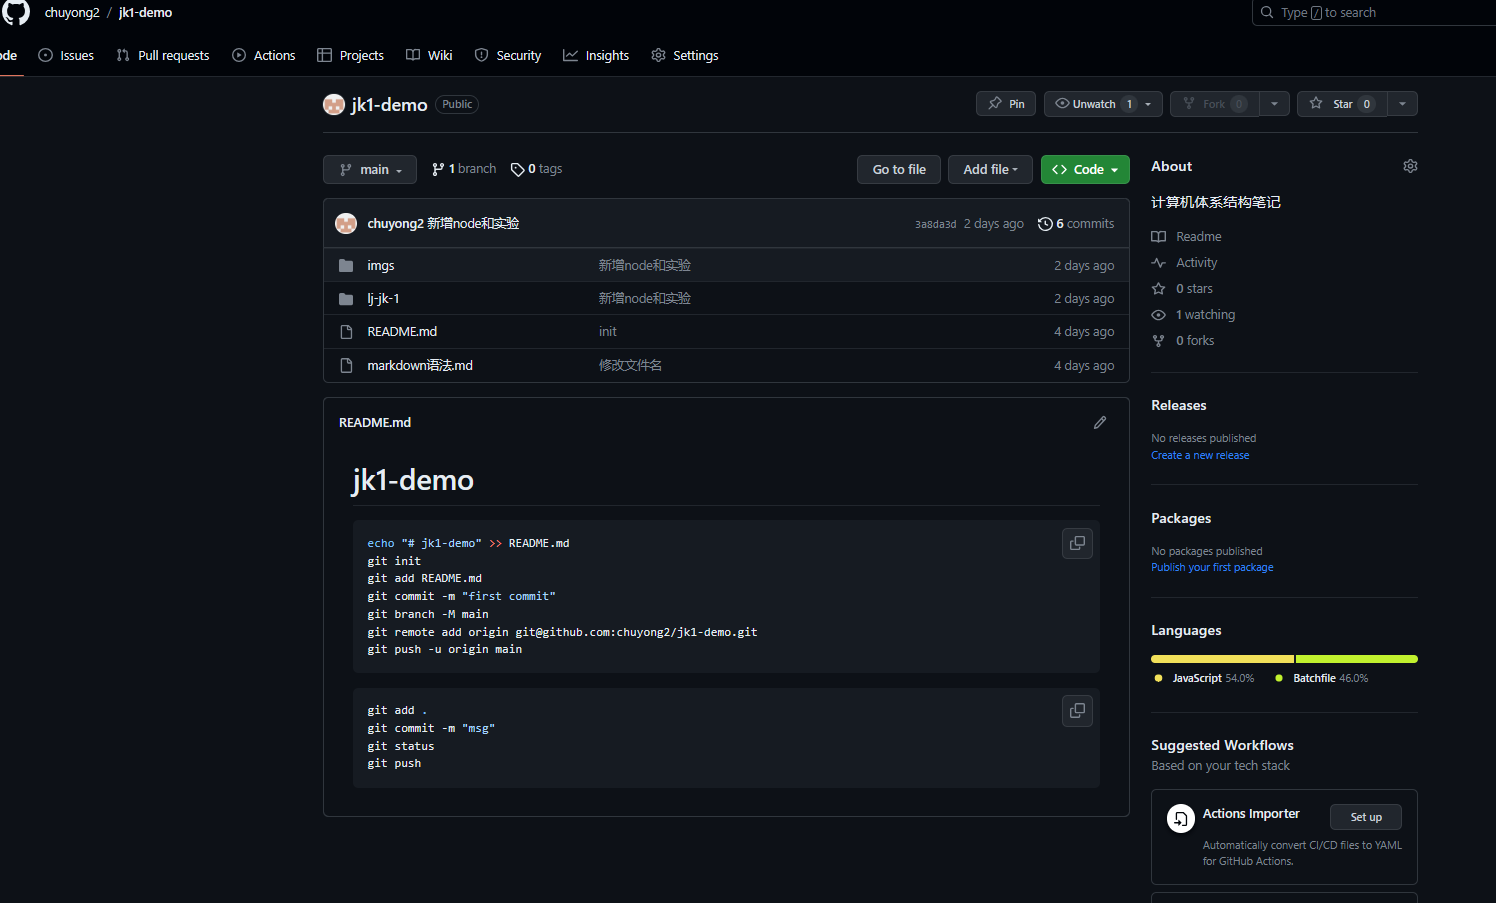 chuyong2 / jk1-demo
Type / to search
ode Issues Pull requests Actions Projects Wiki Security Insights Settings
jk1-demo Public
Pin Unwatch 1 Fork 0 Star 0
main 1 branch 0 tags Go to file Add file Code
chuyong2 新增node和实验 3a8da3d 2 days ago 6 commits
imgs 新增node和实验 2 days ago
lj-jk-1 新增node和实验 2 days ago
README.md init 4 days ago
markdown语法.md 修改文件名 4 days ago
README.md
jk1-demo
echo "# jk1-demo" >> README.md
git init
git add README.md
git commit -m "first commit"
git branch -M main
git remote add origin git@github.com:chuyong2/jk1-demo.git
git push -u origin main
git add .
git commit -m "msg"
git status
git push
About
计算机体系结构笔记
Readme
Activity
0 stars
1 watching
0 forks
Releases
No releases published
Create a new release
Packages
No packages published
Publish your first package
Languages
JavaScript 54.0% Batchfile 46.0%
Suggested Workflows
Based on your tech stack
Actions Importer Set up
Automatically convert CI/CD files to YAML
for GitHub Actions.